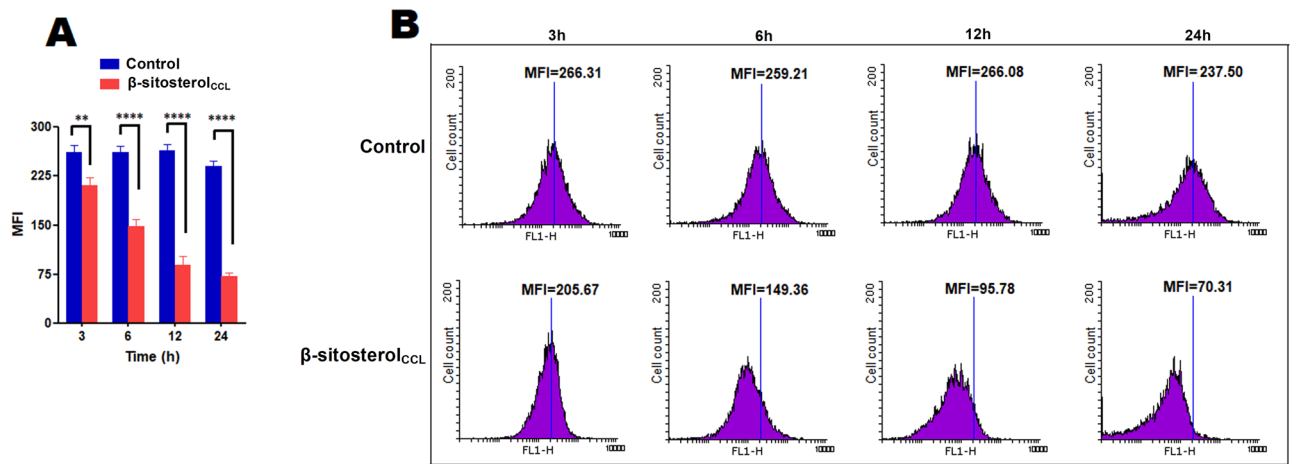 A
Control
β-sitosterolCCL
MFI
300
225
150
75
0
**
****
****
****
3
6
12
24
Time (h)
B
3h
6h
12h
24h
Control
200
Cell count
MFI=266.31
FL1-H
10000
200
Cell count
MFI=259.21
FL1-H
10000
200
Cell count
MFI=266.08
FL1-H
10000
200
Cell count
MFI=237.50
FL1-H
10000
β-sitosterolCCL
200
Cell count
MFI=205.67
FL1-H
10000
200
Cell count
MFI=149.36
FL1-H
10000
200
Cell count
MFI=95.78
FL1-H
10000
200
Cell count
MFI=70.31
FL1-H
10000